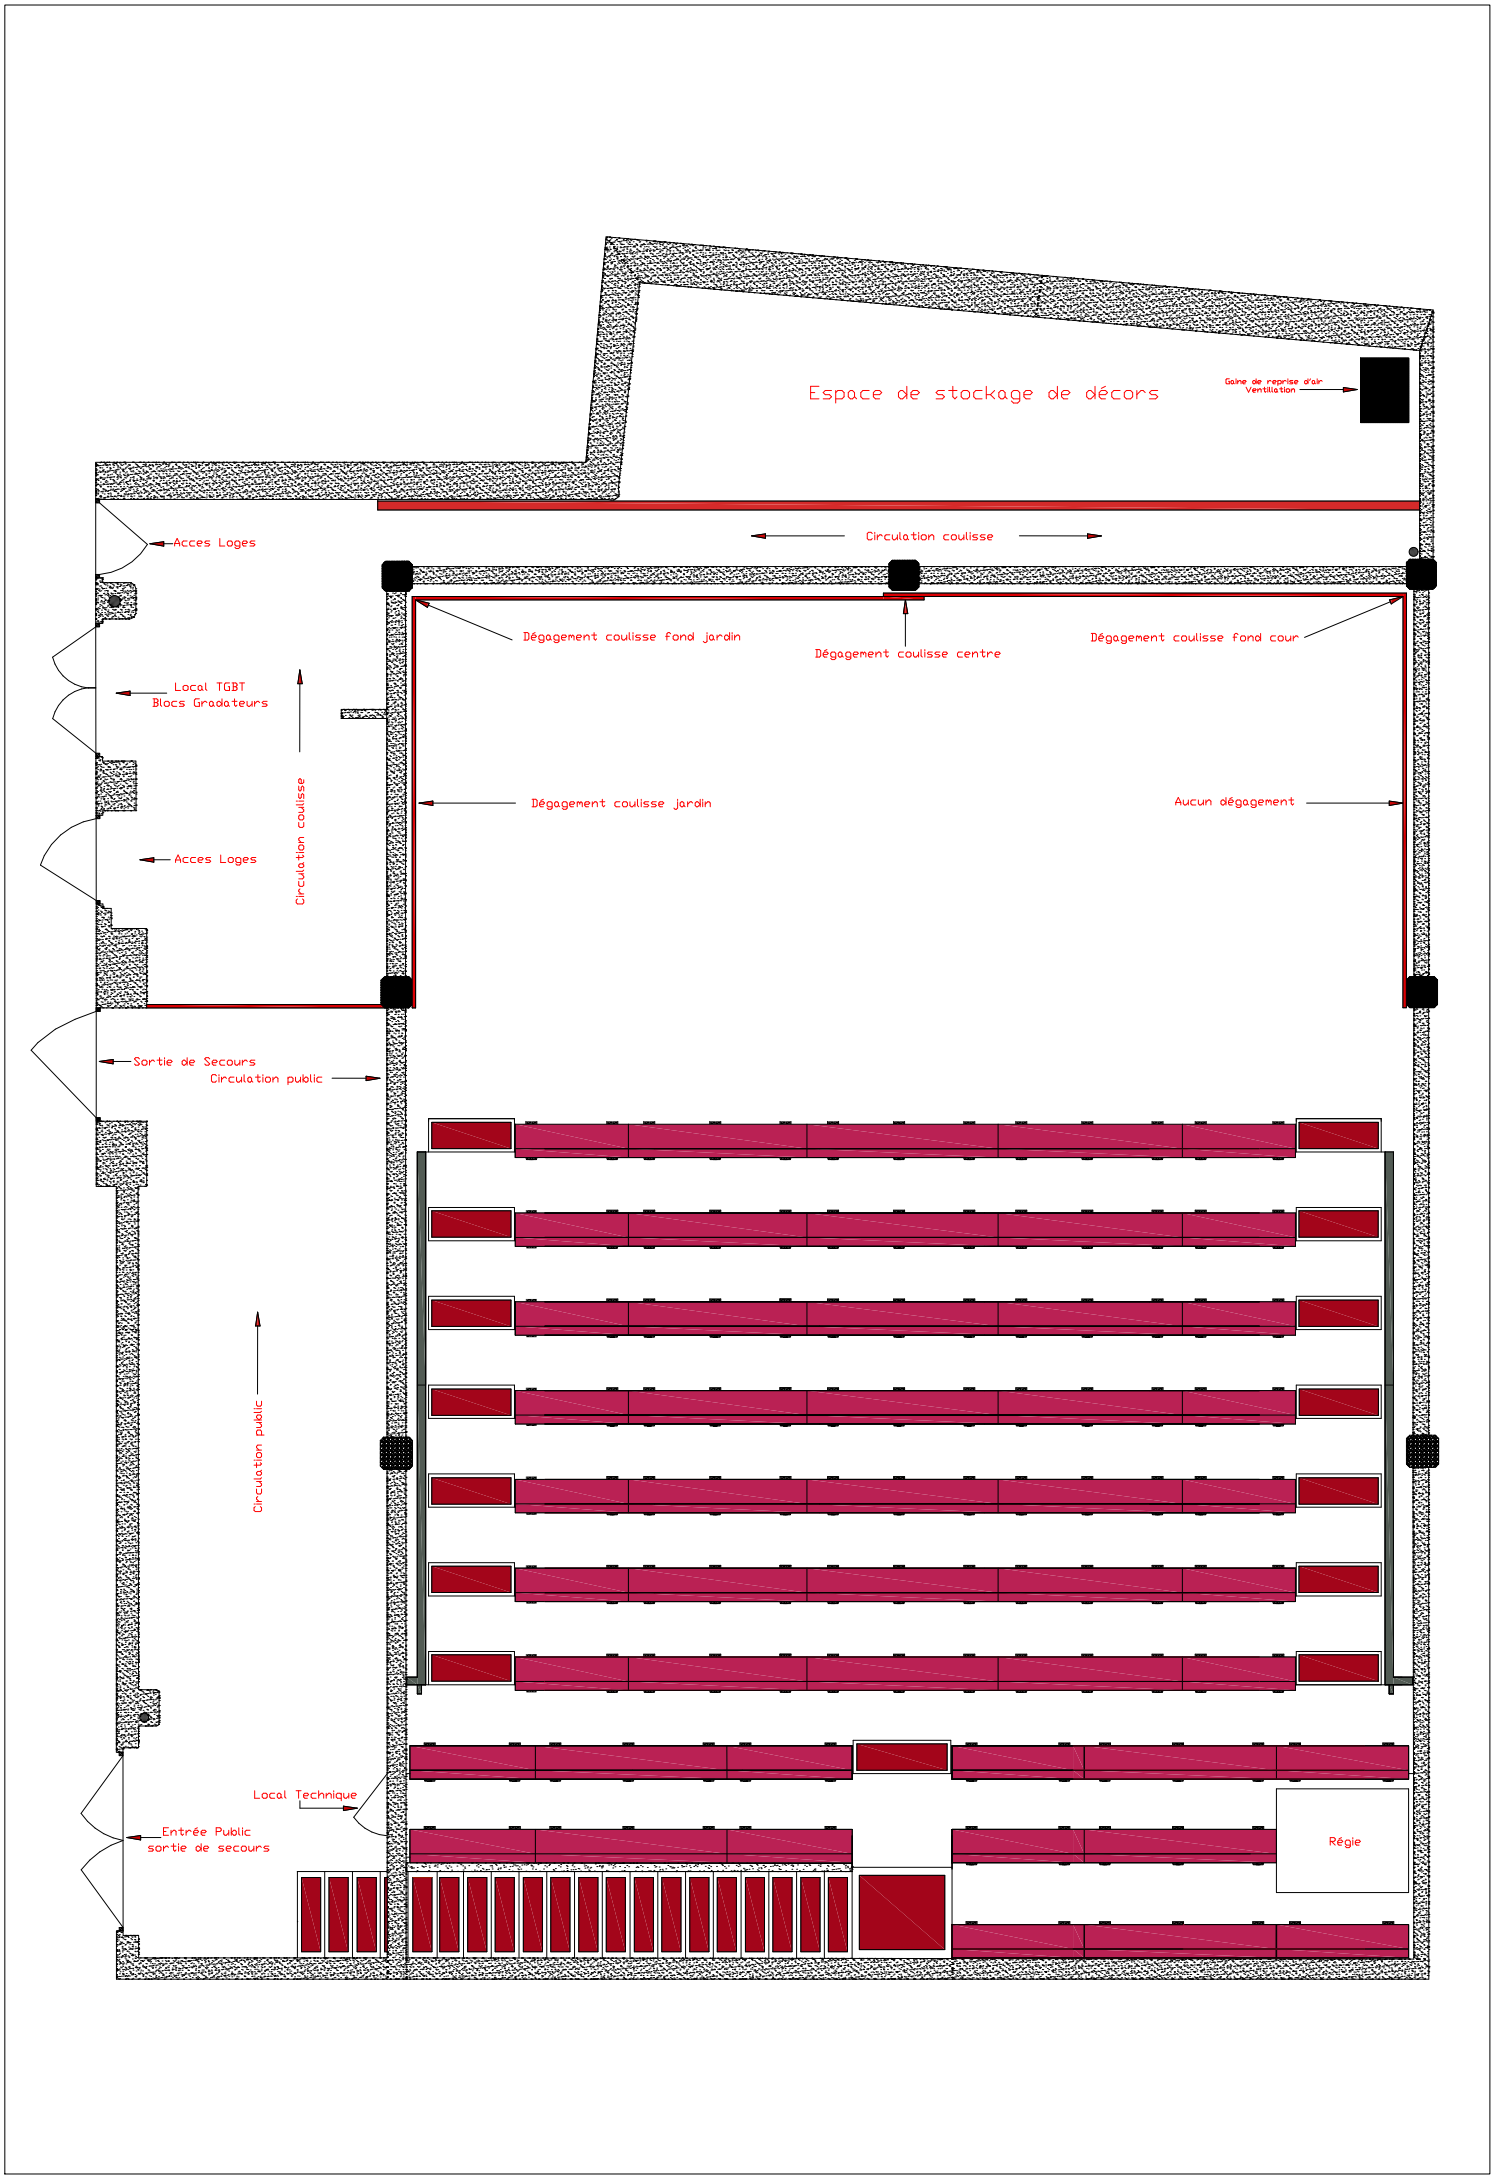 Gaine de reprise d'air
Ventillation
Espace de stockage de décors
Circulation coulisse
Acces Loges
Dégagement coulisse fond jardin
Dégagement coulisse fond cour
Dégagement coulisse centre
Local TGBT
Blocs Gradateurs
Circulation coulisse
Dégagement coulisse jardin
Aucun dégagement
Acces Loges
Sortie de Secours
Circulation public
Circulation public
Local Technique
Entrée Public
sortie de secours
Régie